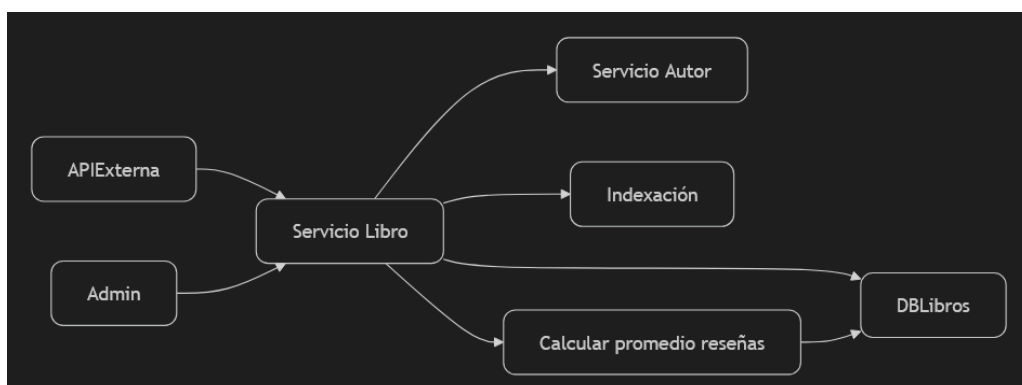 Servicio Autor
APIExterna
Indexación
Servicio Libro
Admin
DBLibros
Calcular promedio reseñas